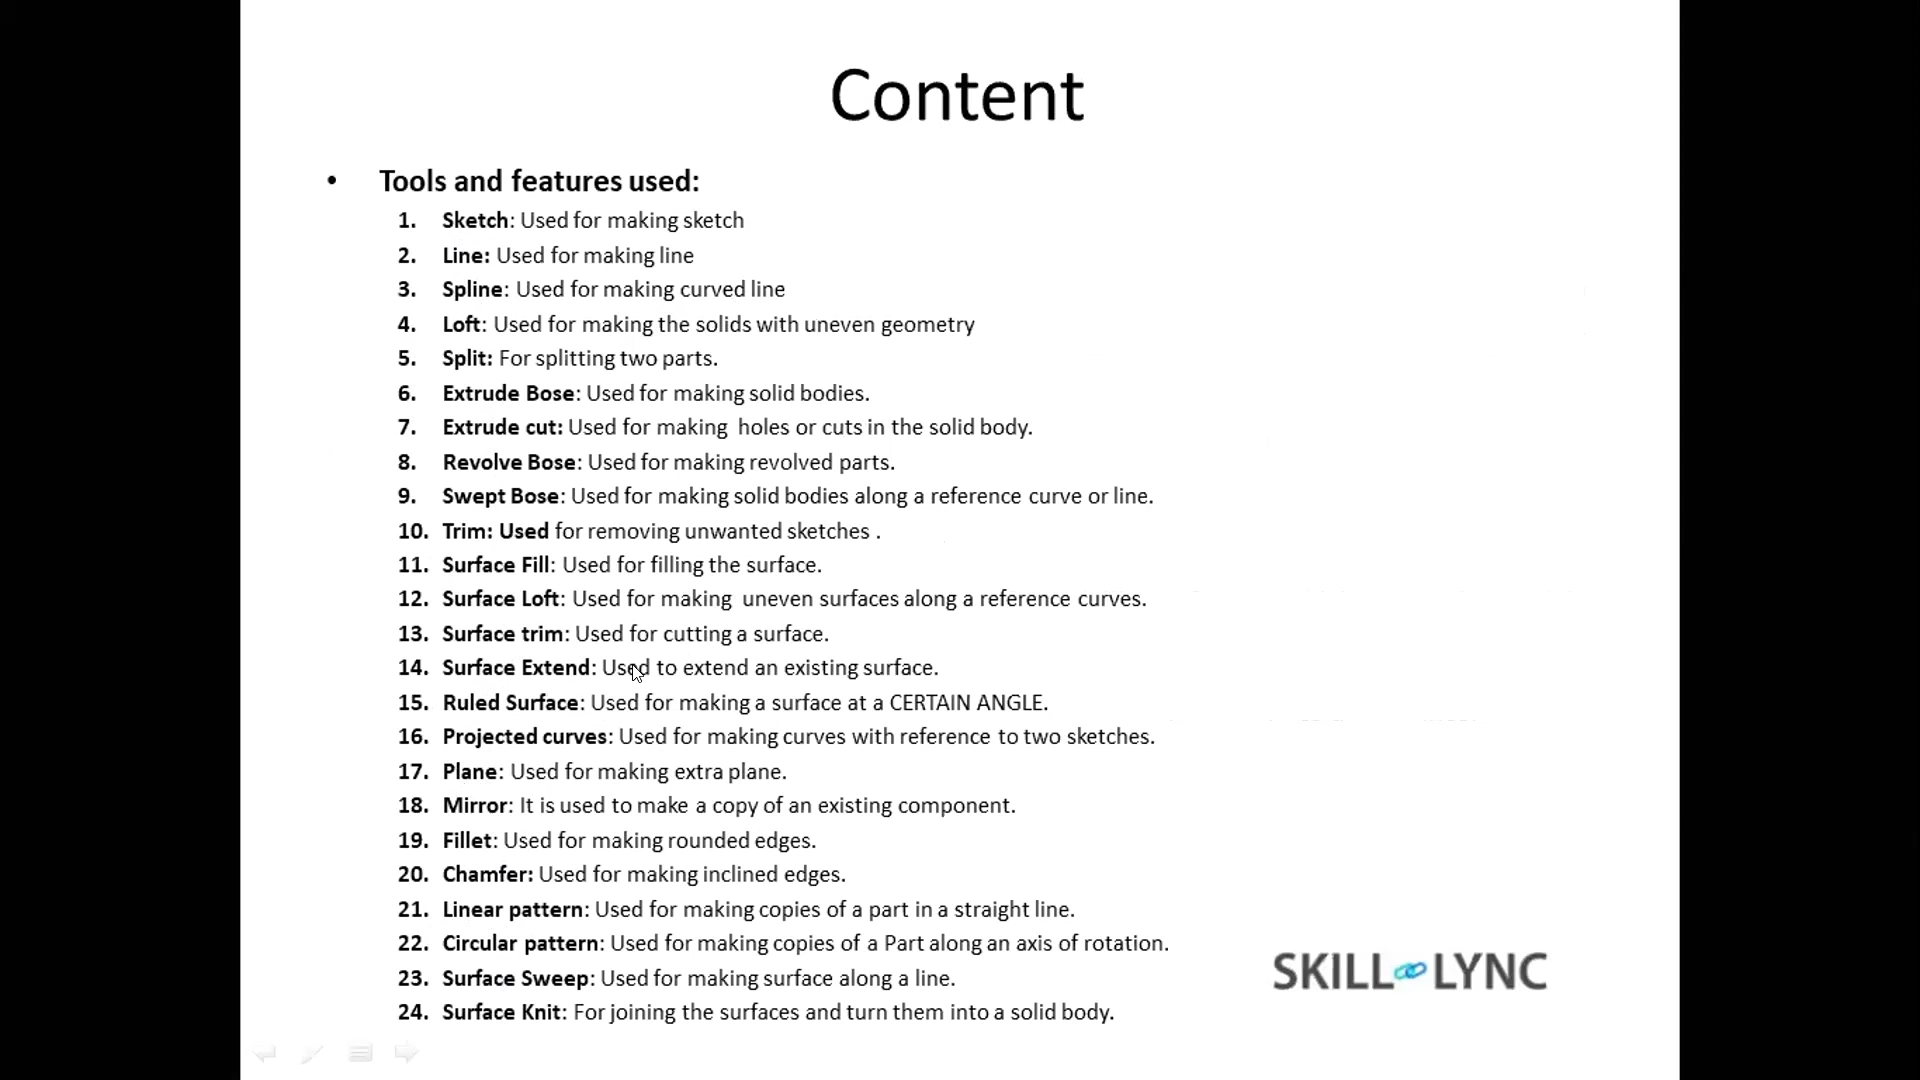 Content
• Tools and features used:
1. Sketch: Used for making sketch
2. Line: Used for making line
3. Spline: Used for making curved line
4. Loft: Used for making the solids with uneven geometry
5. Split: For splitting two parts.
6. Extrude Bose: Used for making solid bodies.
7. Extrude cut: Used for making holes or cuts in the solid body.
8. Revolve Bose: Used for making revolved parts.
9. Swept Bose: Used for making solid bodies along a reference curve or line.
10. Trim: Used for removing unwanted sketches .
11. Surface Fill: Used for filling the surface.
12. Surface Loft: Used for making uneven surfaces along a reference curves.
13. Surface trim: Used for cutting a surface.
14. Surface Extend: Used to extend an existing surface.
15. Ruled Surface: Used for making a surface at a CERTAIN ANGLE.
16. Projected curves: Used for making curves with reference to two sketches.
17. Plane: Used for making extra plane.
18. Mirror: It is used to make a copy of an existing component.
19. Fillet: Used for making rounded edges.
20. Chamfer: Used for making inclined edges.
21. Linear pattern: Used for making copies of a part in a straight line.
22. Circular pattern: Used for making copies of a Part along an axis of rotation.
23. Surface Sweep: Used for making surface along a line.
24. Surface Knit: For joining the surfaces and turn them into a solid body.
SKILL LYNC